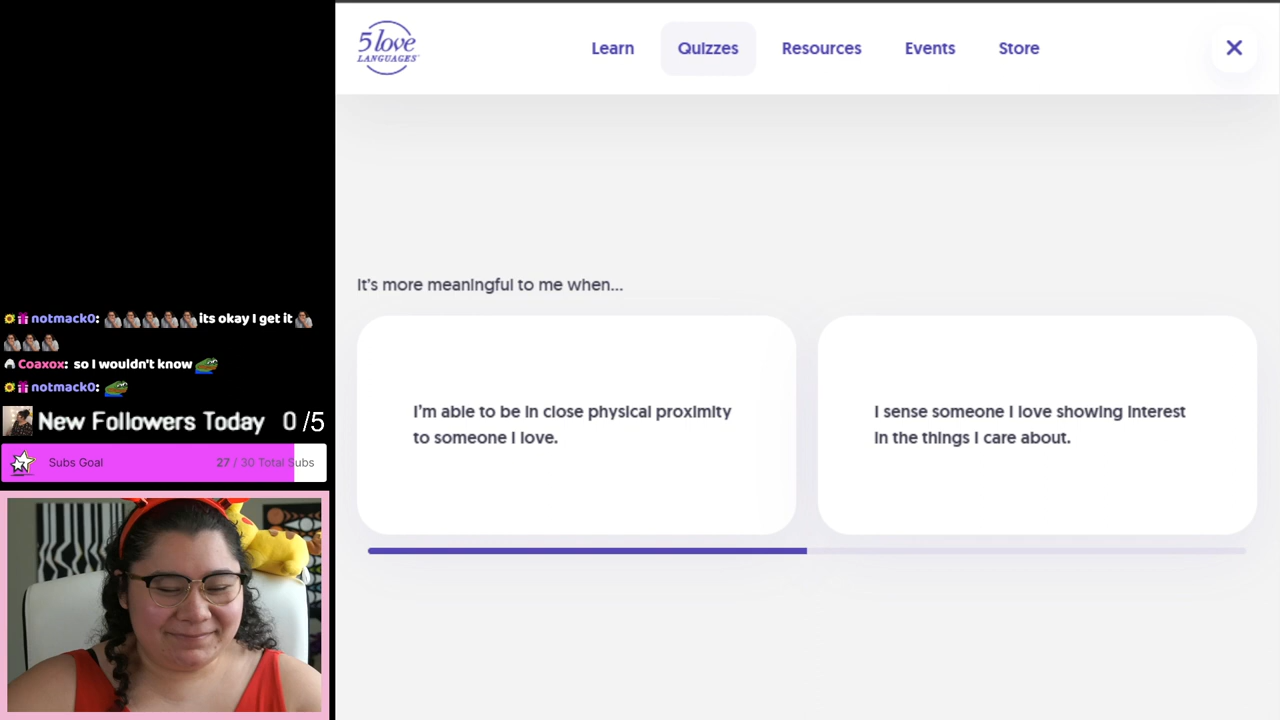 5 love
LANGUAGES
Learn
Quizzes
Resources
Events
Store
It's more meaningful to me when...
I'm able to be in close physical proximity
to someone I love.
I sense someone I love showing interest
in the things I care about.
notmack0: its okay I get it
Coaxox: so I wouldn't know
notmack0:
New Followers Today 0 /5
Subs Goal 27 / 30 Total Subs